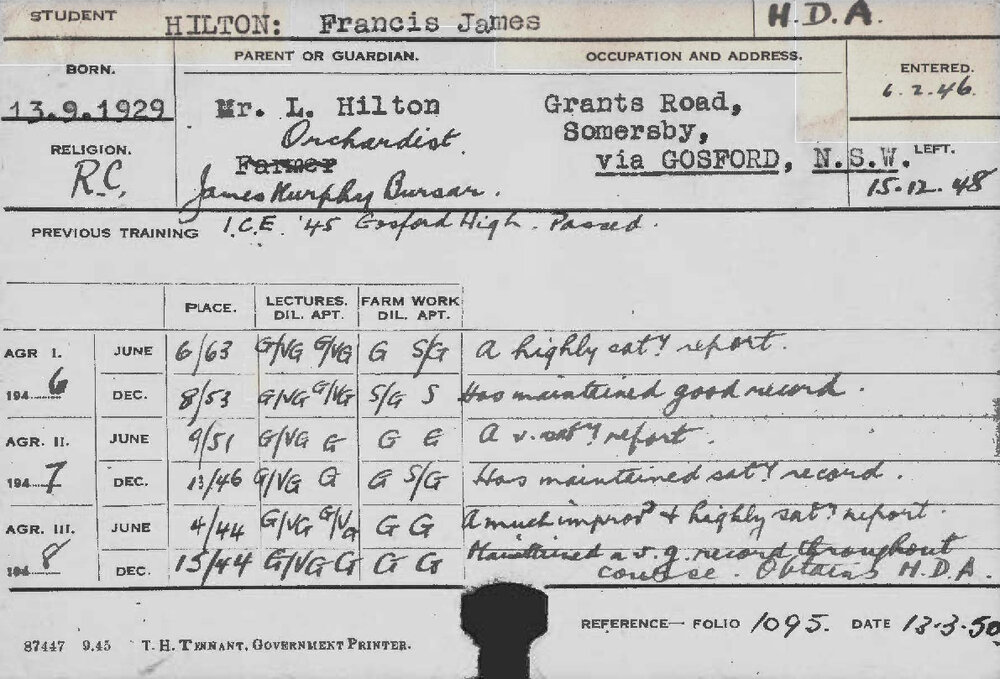 STUDENT HILTON: Francis James H.D.A.
BORN. PARENT OR GUARDIAN. OCCUPATION AND ADDRESS. ENTERED.
13.9.1929 Mr. L. Hilton Grants Road, 6.2.46
Orchardist. Somersby,
RELIGION. Farmer via GOSFORD, N.S.W. LEFT.
R.C. James Murphy Bursar. 15.12.48
PREVIOUS TRAINING I.C.E. '45 Gosford High. Passed.
PLACE. LECTURES. FARM WORK
DIL. APT. DIL. APT.
AGR I. JUNE 6/63 G/VG G/VG G S/G A highly saty report.
1946 DEC. 8/53 G/VG G/VG S/G S Has maintained good record.
AGR. II. JUNE 9/51 G/VG G G G A v. saty report.
1947 DEC. 13/46 G/VG G G S/G Has maintained saty record.
AGR. III. JUNE 4/44 G/VG G/VG G G A much improvd & highly saty report.
1948 DEC. 15/44 G/VG G G G Maintained a v.g. record throughout
course. Obtains H.D.A.
REFERENCE— FOLIO 1095. DATE 13.3.50
87447 9.45 T. H. TENNANT, GOVERNMENT PRINTER.